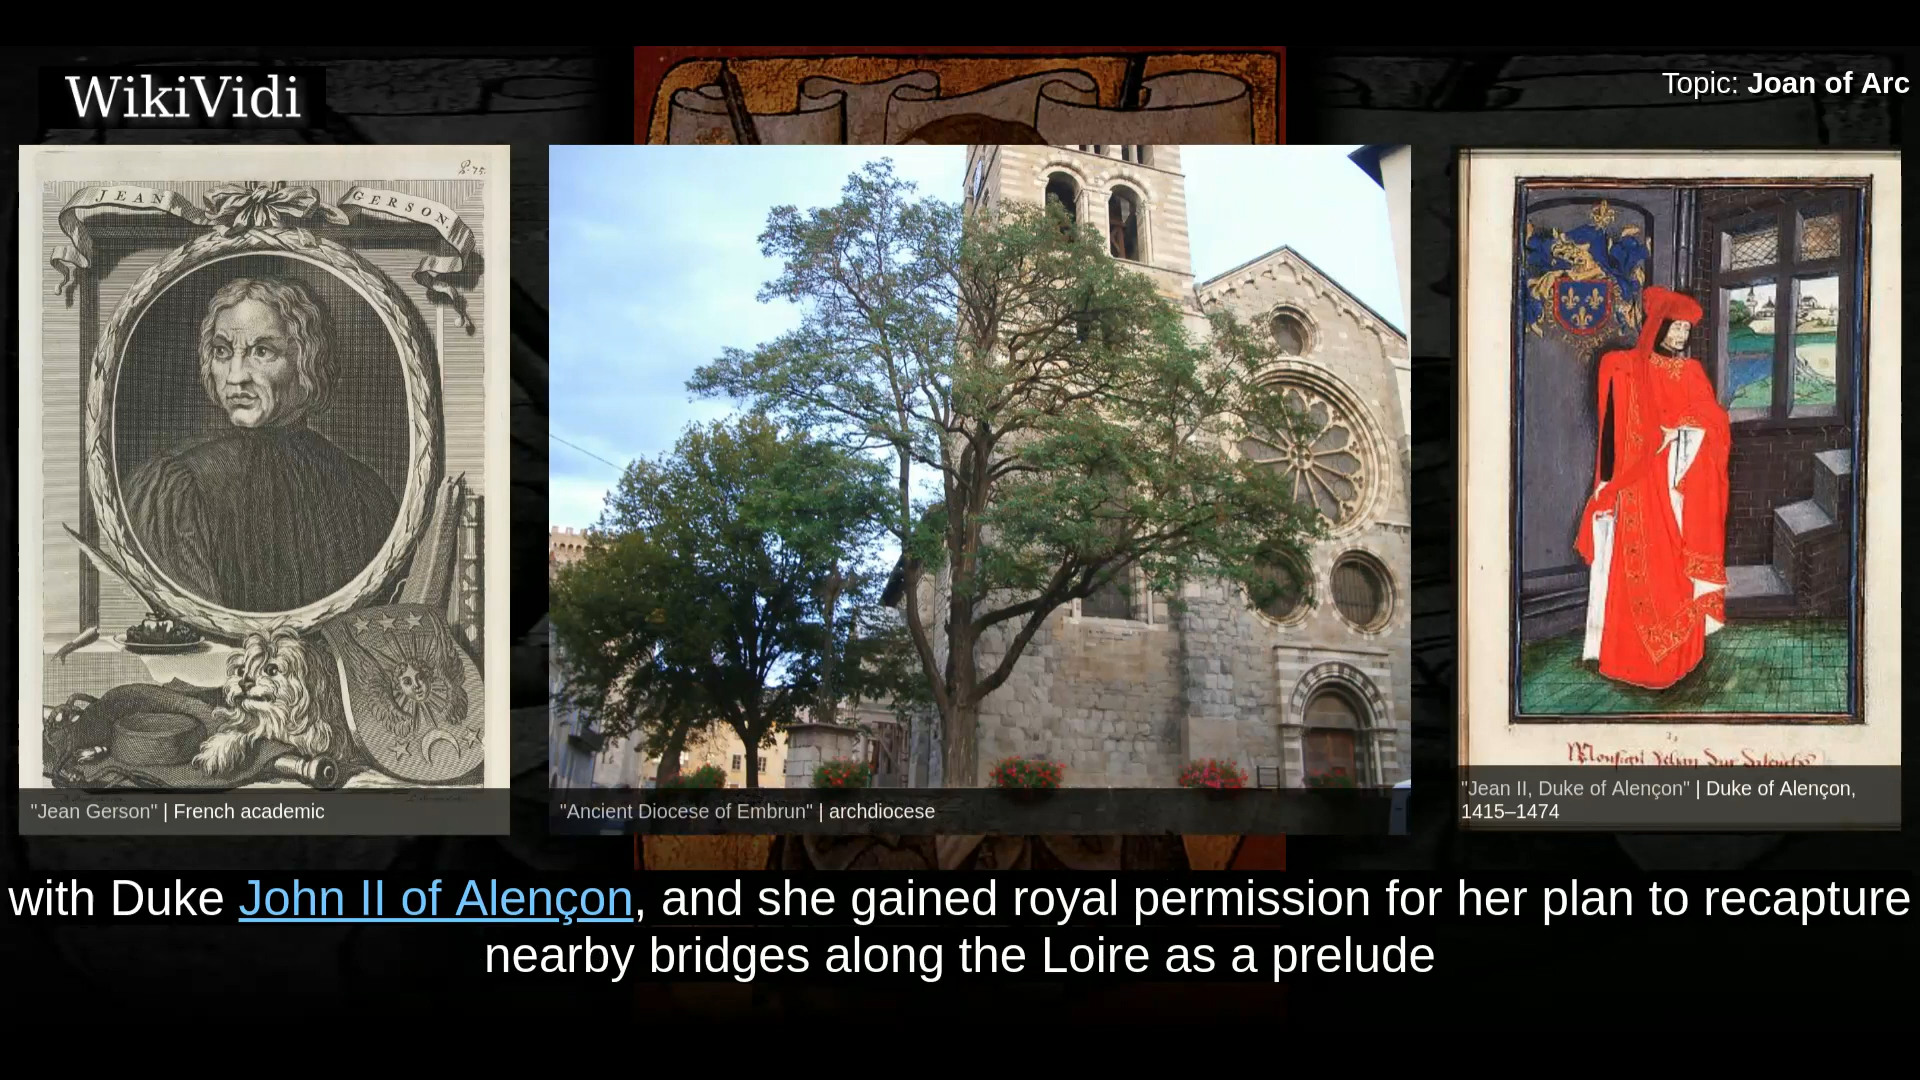 WikiVidi
Topic: Joan of Arc
JEAN GERSON.
"Jean Gerson" | French academic
"Ancient Diocese of Embrun" | archdiocese
"Jean II, Duke of Alençon" | Duke of Alençon,
1415–1474
with Duke John II of Alençon, and she gained royal permission for her plan to recapture
nearby bridges along the Loire as a prelude